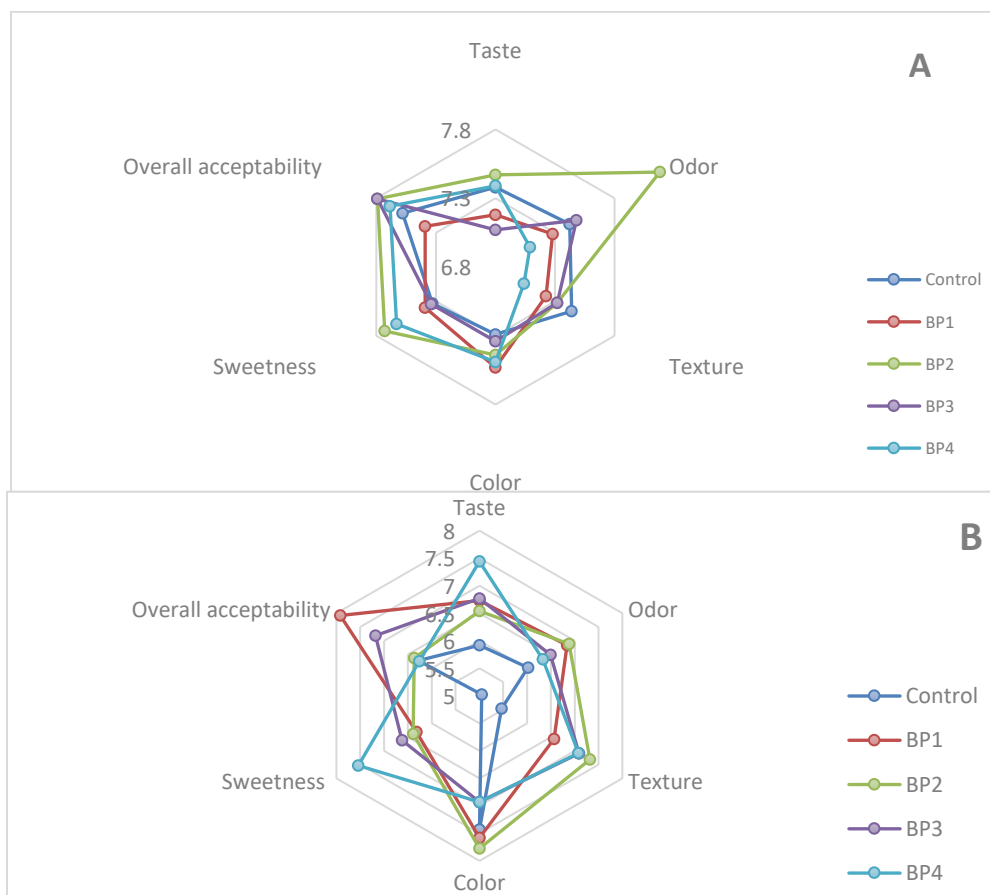 Taste
A
7.8
Overall acceptability
Odor
7.3
6.8
Control
BP1
Sweetness
Texture
BP2
BP3
BP4
Color
Taste
B
8
7.5
7
Overall acceptability
Odor
6.5
6
5.5
5
Control
BP1
Sweetness
Texture
BP2
BP3
BP4
Color